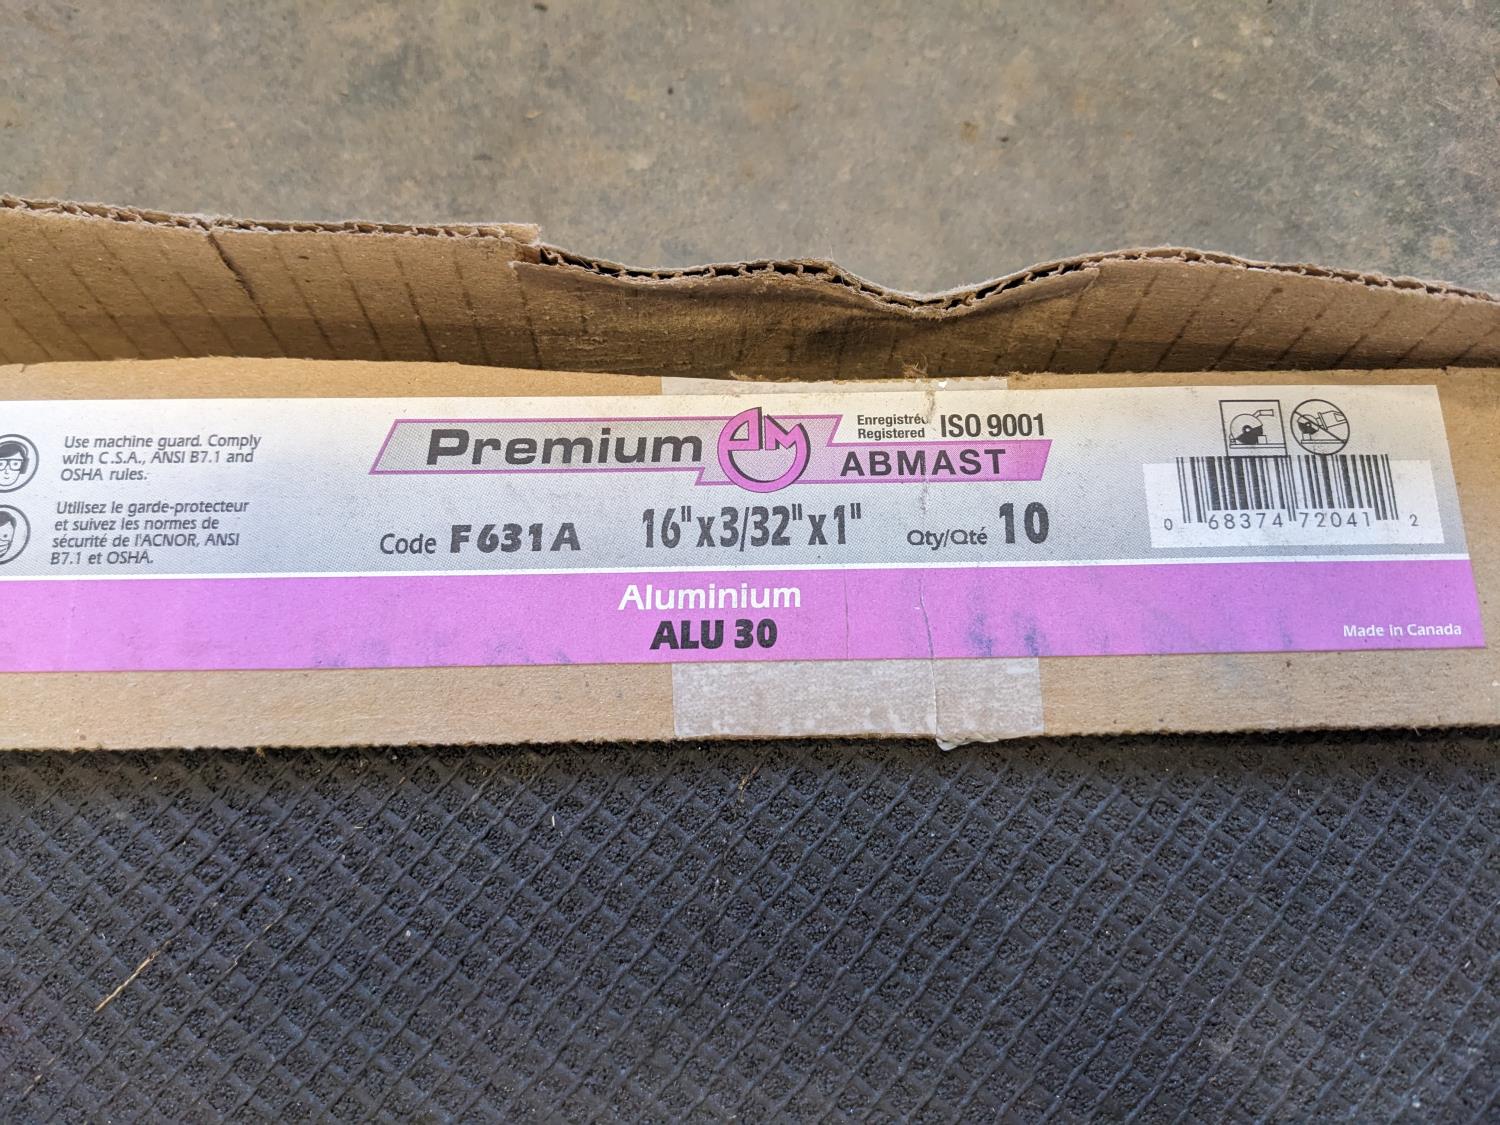 Use machine guard. Comply
with C.S.A., ANSI B7.1 and
OSHA rules.
Utilisez le garde-protecteur
et suivez les normes de
sécurité de l'ACNOR, ANSI
B7.1 et OSHA.
Premium
Enregistré
Registered
ISO 9001
ABMAST
Code F631A
16"x3/32"x1"
Qty/Qté 10
0 68374 72041 2
Aluminium
ALU 30
Made in Canada